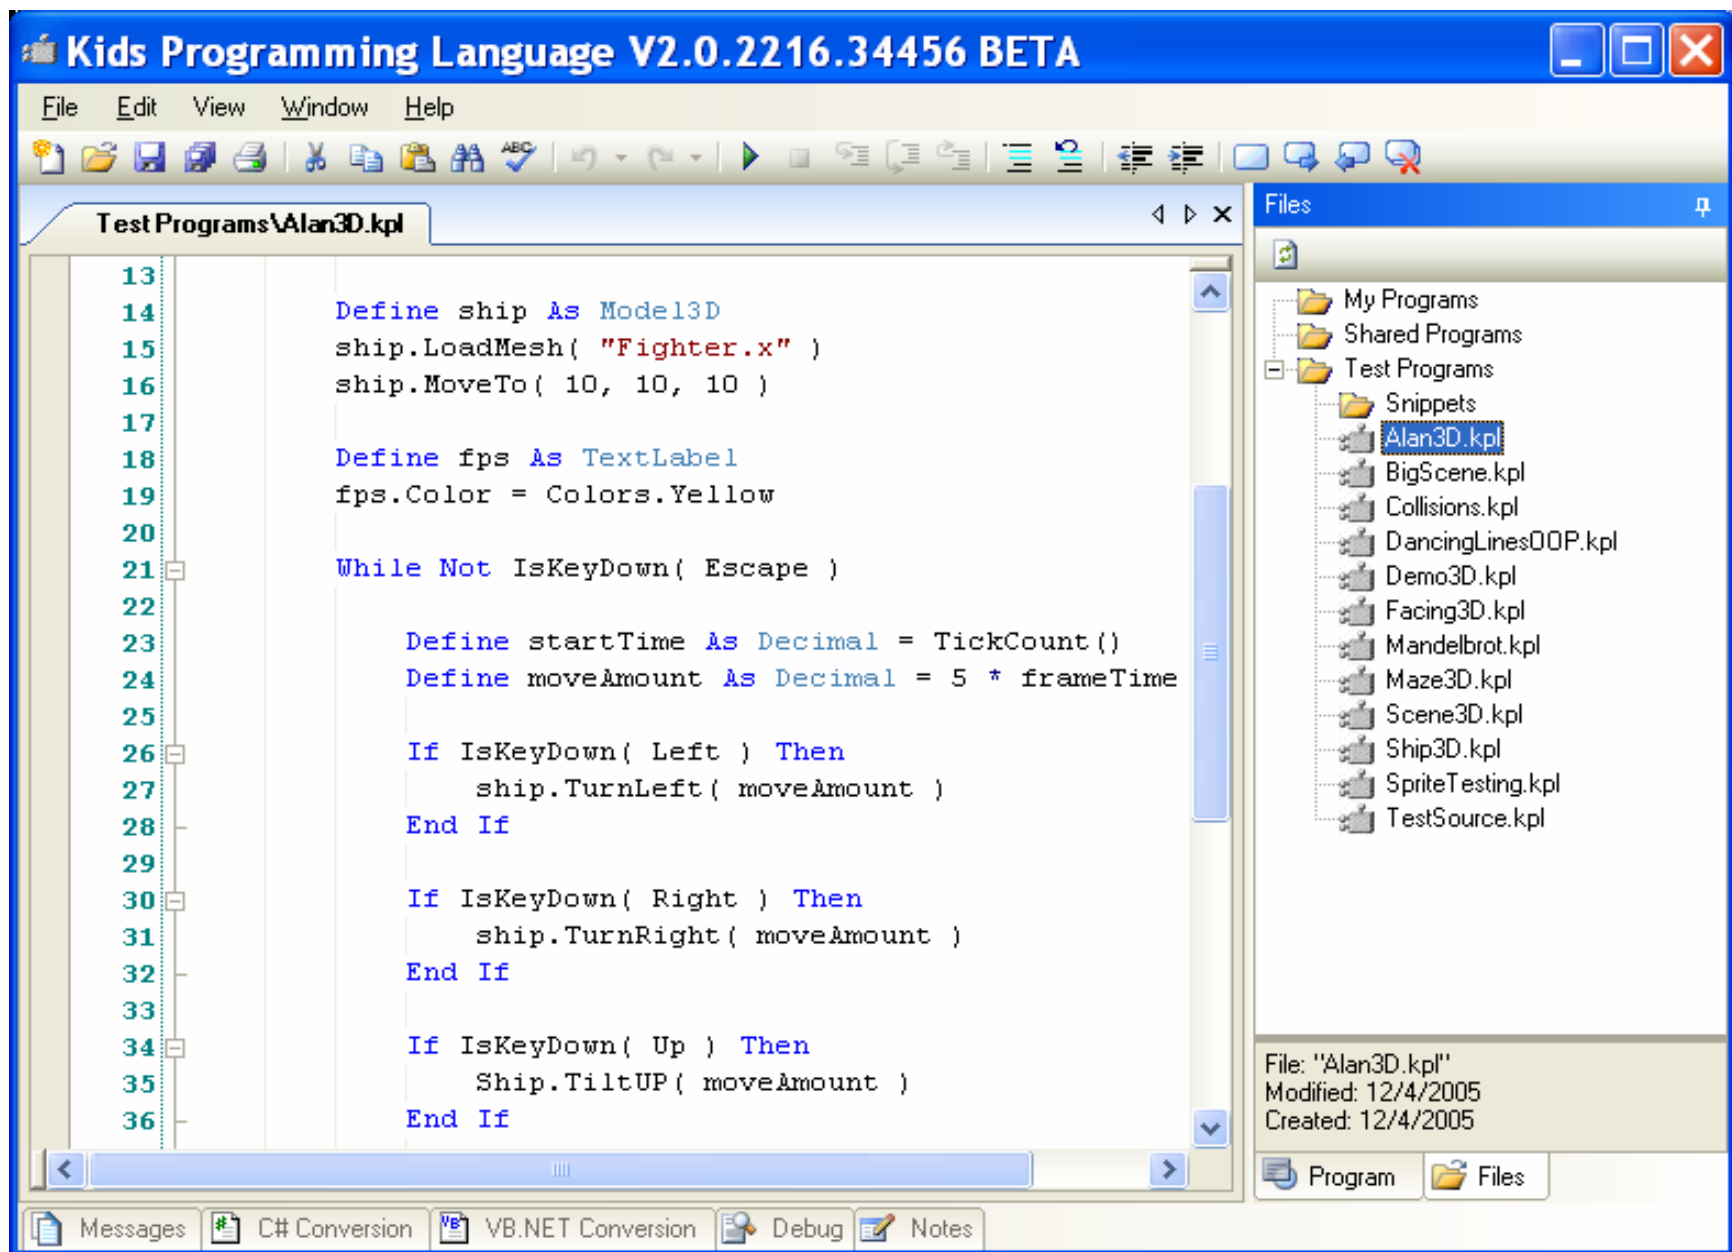 Kids Programming Language V2.0.2216.34456 BETA
File Edit View Window Help
ABC
Test Programs\Alan3D.kpl
13
14 Define ship As Model3D
15 ship.LoadMesh( "Fighter.x" )
16 ship.MoveTo( 10, 10, 10 )
17
18 Define fps As TextLabel
19 fps.Color = Colors.Yellow
20
21 While Not IsKeyDown( Escape )
22
23 Define startTime As Decimal = TickCount()
24 Define moveAmount As Decimal = 5 * frameTime
25
26 If IsKeyDown( Left ) Then
27 ship.TurnLeft( moveAmount )
28 End If
29
30 If IsKeyDown( Right ) Then
31 ship.TurnRight( moveAmount )
32 End If
33
34 If IsKeyDown( Up ) Then
35 Ship.TiltUP( moveAmount )
36 End If
Files
My Programs
Shared Programs
Test Programs
Snippets
Alan3D.kpl
BigScene.kpl
Collisions.kpl
DancingLinesOOP.kpl
Demo3D.kpl
Facing3D.kpl
Mandelbrot.kpl
Maze3D.kpl
Scene3D.kpl
Ship3D.kpl
SpriteTesting.kpl
TestSource.kpl
File: "Alan3D.kpl"
Modified: 12/4/2005
Created: 12/4/2005
Program Files
Messages C# Conversion VB.NET Conversion Debug Notes